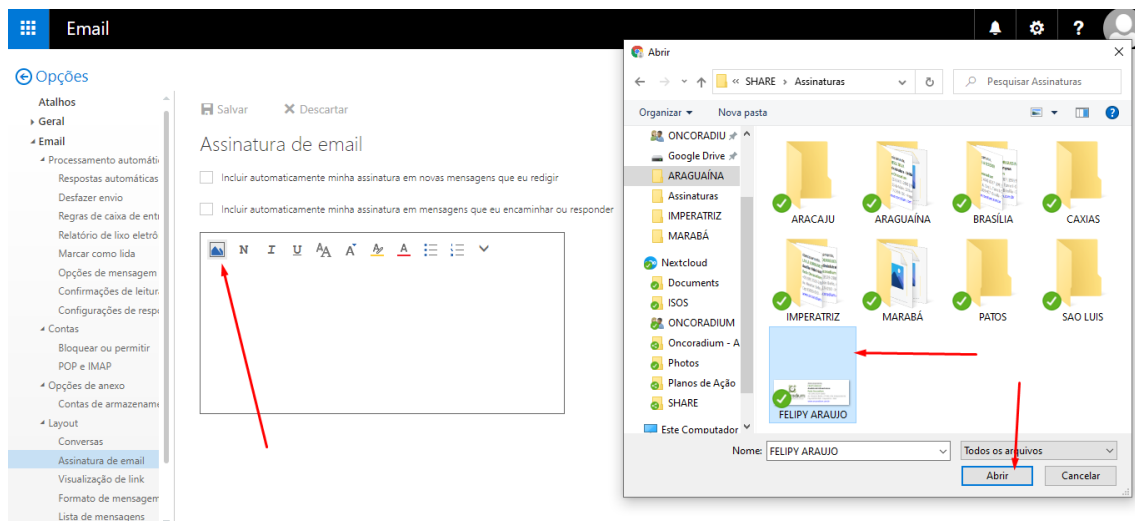 Email
Opções
Atalhos
Geral
Email
Processamento automáti
Respostas automáticas
Desfazer envio
Regras de caixa de entr
Relatório de lixo eletrô
Marcar como lida
Opções de mensagem
Confirmações de leitur
Configurações de resp
Contas
Bloquear ou permitir
POP e IMAP
Opções de anexo
Contas de armazename
Layout
Conversas
Assinatura de email
Visualização de link
Formato de mensagem
Lista de mensagens
Salvar Descartar
Assinatura de email
Incluir automaticamente minha assinatura em novas mensagens que eu redigir
Incluir automaticamente minha assinatura em mensagens que eu encaminhar ou responder
N I U AA A A A
Abrir
« SHARE › Assinaturas
Pesquisar Assinaturas
Organizar Nova pasta
ONCORADIU
Google Drive
ARAGUAÍNA
Assinaturas
IMPERATRIZ
MARABÁ
Nextcloud
Documents
ISOS
ONCORADIUM
Oncoradium - A
Photos
Planos de Ação
SHARE
Este Computador
ARACAJU ARAGUAÍNA BRASÍLIA CAXIAS
IMPERATRIZ MARABÁ PATOS SAO LUIS
FELIPY ARAUJO
Nome: FELIPY ARAUJO Todos os arquivos
Abrir Cancelar